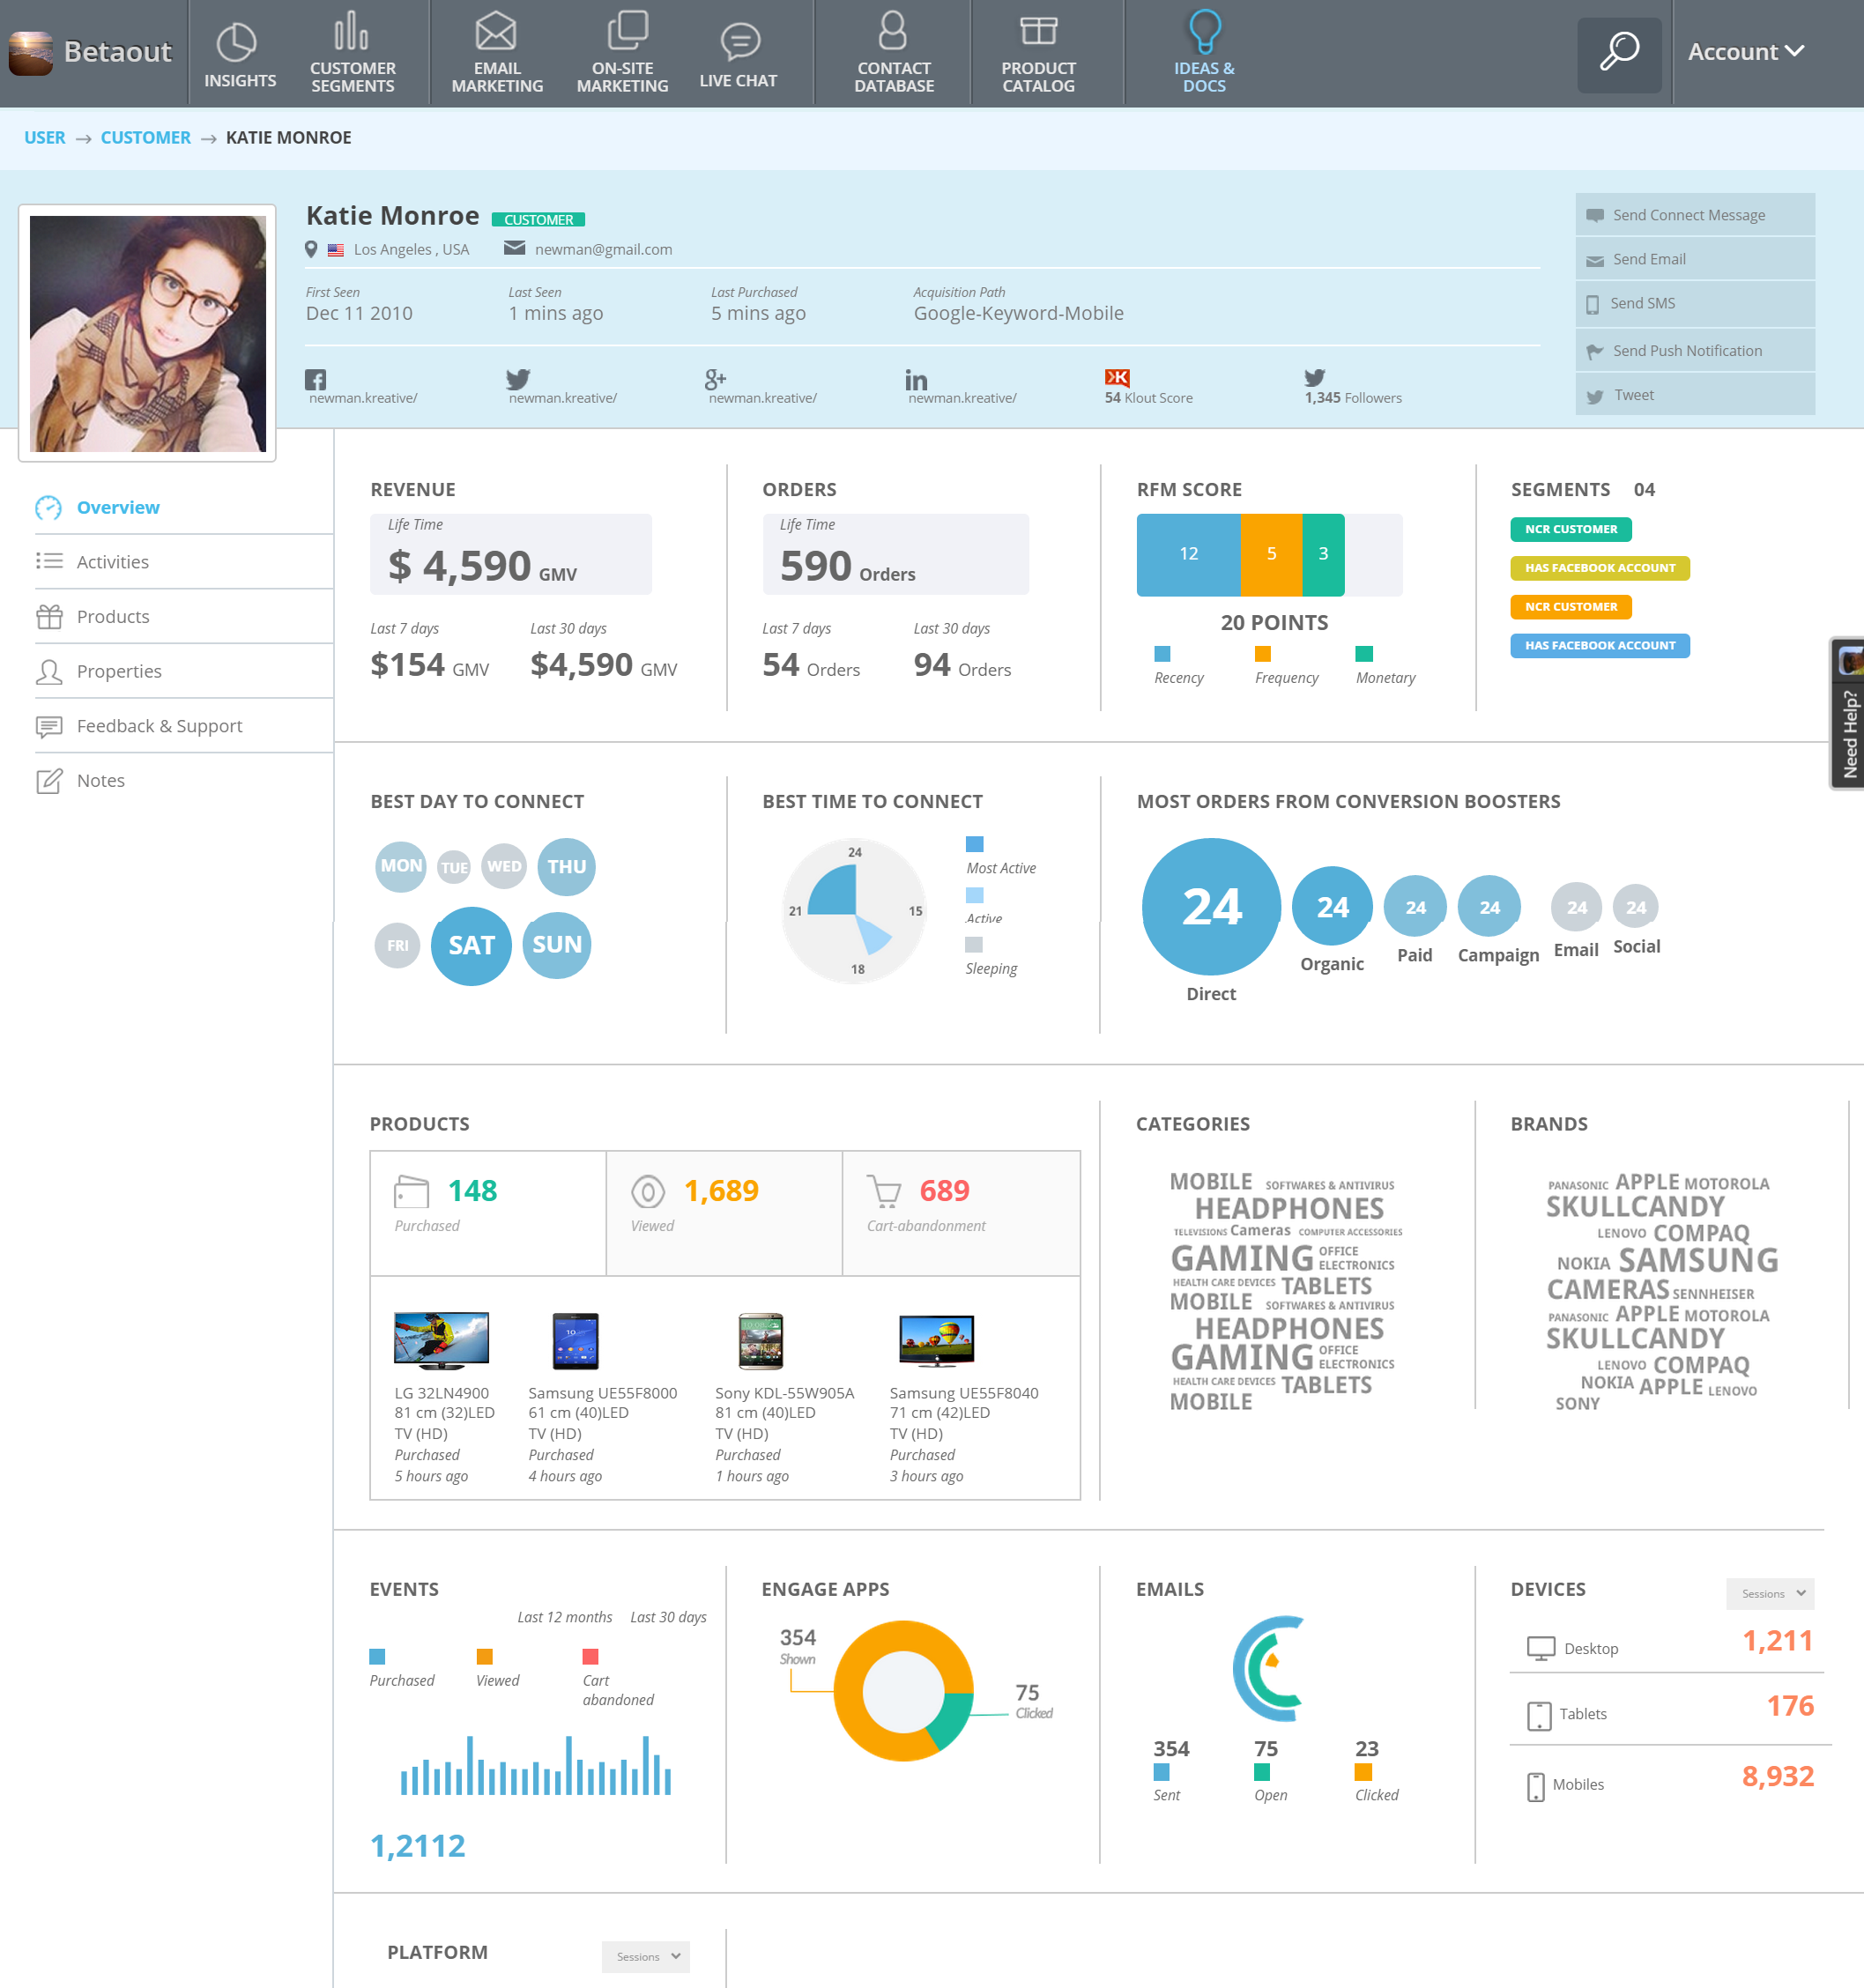 Betaout
INSIGHTS
CUSTOMER
SEGMENTS
EMAIL
MARKETING
ON-SITE
MARKETING
LIVE CHAT
CONTACT
DATABASE
PRODUCT
CATALOG
IDEAS &
DOCS
Account
USER → CUSTOMER → KATIE MONROE
Katie Monroe CUSTOMER
Los Angeles , USA newman@gmail.com
First Seen Last Seen Last Purchased Acquisition Path
Dec 11 2010 1 mins ago 5 mins ago Google-Keyword-Mobile
newman.kreative/ newman.kreative/ newman.kreative/ newman.kreative/ 54 Klout Score 1,345 Followers
Send Connect Message
Send Email
Send SMS
Send Push Notification
Tweet
Overview
Activities
Products
Properties
Feedback & Support
Notes
REVENUE
Life Time
$ 4,590 GMV
Last 7 days Last 30 days
$154 GMV $4,590 GMV
ORDERS
Life Time
590 Orders
Last 7 days Last 30 days
54 Orders 94 Orders
RFM SCORE
12 5 3
20 POINTS
Recency Frequency Monetary
SEGMENTS 04
NCR CUSTOMER
HAS FACEBOOK ACCOUNT
NCR CUSTOMER
HAS FACEBOOK ACCOUNT
Need Help?
BEST DAY TO CONNECT
MON TUE WED THU
FRI SAT SUN
BEST TIME TO CONNECT
24
21 15
18
Most Active
Active
Sleeping
MOST ORDERS FROM CONVERSION BOOSTERS
24 24 24 24 24 24
Direct Organic Paid Campaign Email Social
PRODUCTS
148 1,689 689
Purchased Viewed Cart-abandonment
LG 32LN4900
81 cm (32)LED
TV (HD)
Purchased
5 hours ago
Samsung UE55F8000
61 cm (40)LED
TV (HD)
Purchased
4 hours ago
Sony KDL-55W905A
81 cm (40)LED
TV (HD)
Purchased
1 hours ago
Samsung UE55F8040
71 cm (42)LED
TV (HD)
Purchased
3 hours ago
CATEGORIES
MOBILE SOFTWARES & ANTIVIRUS
HEADPHONES
TELEVISIONS Cameras COMPUTER ACCESSORIES
GAMING OFFICE
ELECTRONICS
HEALTH CARE DEVICES TABLETS
MOBILE SOFTWARES & ANTIVIRUS
HEADPHONES
GAMING OFFICE
ELECTRONICS
HEALTH CARE DEVICES TABLETS
MOBILE
BRANDS
PANASONIC APPLE MOTOROLA
SKULLCANDY
LENOVO COMPAQ
NOKIA SAMSUNG
CAMERAS SENNHEISER
PANASONIC APPLE MOTOROLA
SKULLCANDY
LENOVO COMPAQ
NOKIA APPLE LENOVO
SONY
EVENTS
Last 12 months Last 30 days
Purchased Viewed Cart
abandoned
1,2112
ENGAGE APPS
354
Shown
75
Clicked
EMAILS
354 75 23
Sent Open Clicked
DEVICES Sessions
Desktop 1,211
Tablets 176
Mobiles 8,932
PLATFORM Sessions